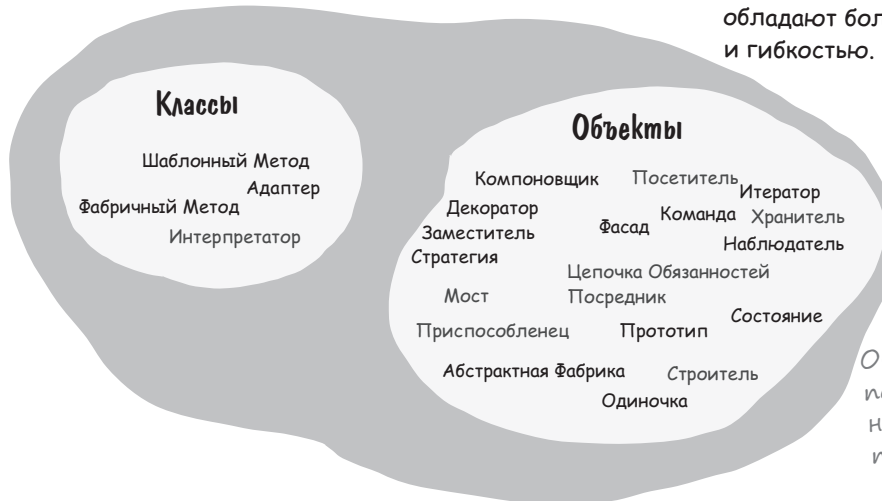 обладают
и гибкостью.
Классы
Шаблонный Метод
Адаптер
Фабричный Метод
Интерпретатор
Объекты
Компоновщик Посетитель Итератор
Декоратор Фасад Команда Хранитель
Заместитель Наблюдатель
Стратегия
Цепочка Обязанностей
Мост Посредник
Приспособленец Прототип Состояние
Абстрактная Фабрика Строитель
Одиночка